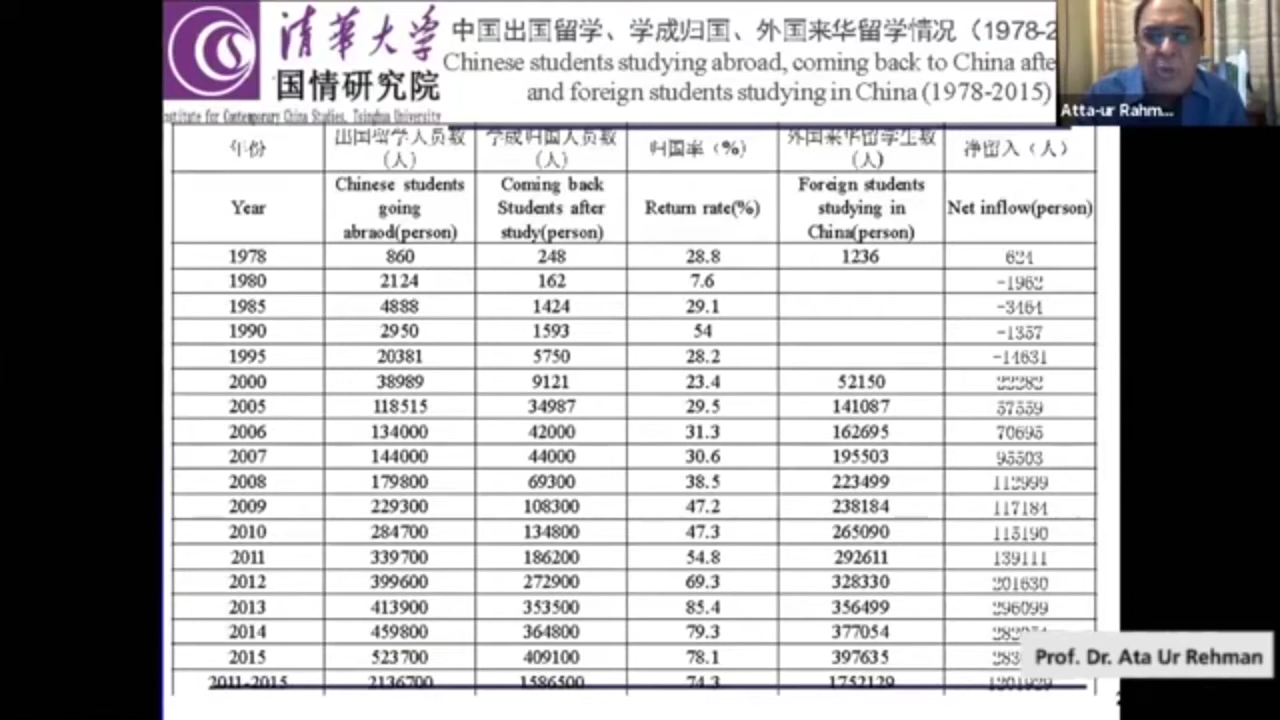 清華大学 中国出国留学、学成归国、外国来华留学情况（1978-2
国情研究院 Chinese students studying abroad, coming back to China afte
and foreign students studying in China (1978-2015)
stitute for Contemporary China Studies, Tsinghua University
Atta-ur Rahm...
年份 出国留学人员数（人） 学成归国人员数（人） 归国率（%） 外国来华留学生数（人） 净留入（人）
Year Chinese students going abraod(person) Coming back Students after study(person) Return rate(%) Foreign students studying in China(person) Net inflow(person)
1978 860 248 28.8 1236 624
1980 2124 162 7.6 -1962
1985 4888 1424 29.1 -3464
1990 2950 1593 54 -1357
1995 20381 5750 28.2 -14631
2000 38989 9121 23.4 52150 22282
2005 118515 34987 29.5 141087 57559
2006 134000 42000 31.3 162695 70695
2007 144000 44000 30.6 195503 95503
2008 179800 69300 38.5 223499 112999
2009 229300 108300 47.2 238184 117184
2010 284700 134800 47.3 265090 115190
2011 339700 186200 54.8 292611 139111
2012 399600 272900 69.3 328330 201630
2013 413900 353500 85.4 356499 296099
2014 459800 364800 79.3 377054
2015 523700 409100 78.1 397635
2011-2015 2136700 1586500 74.3 1752129
Prof. Dr. Ata Ur Rehman